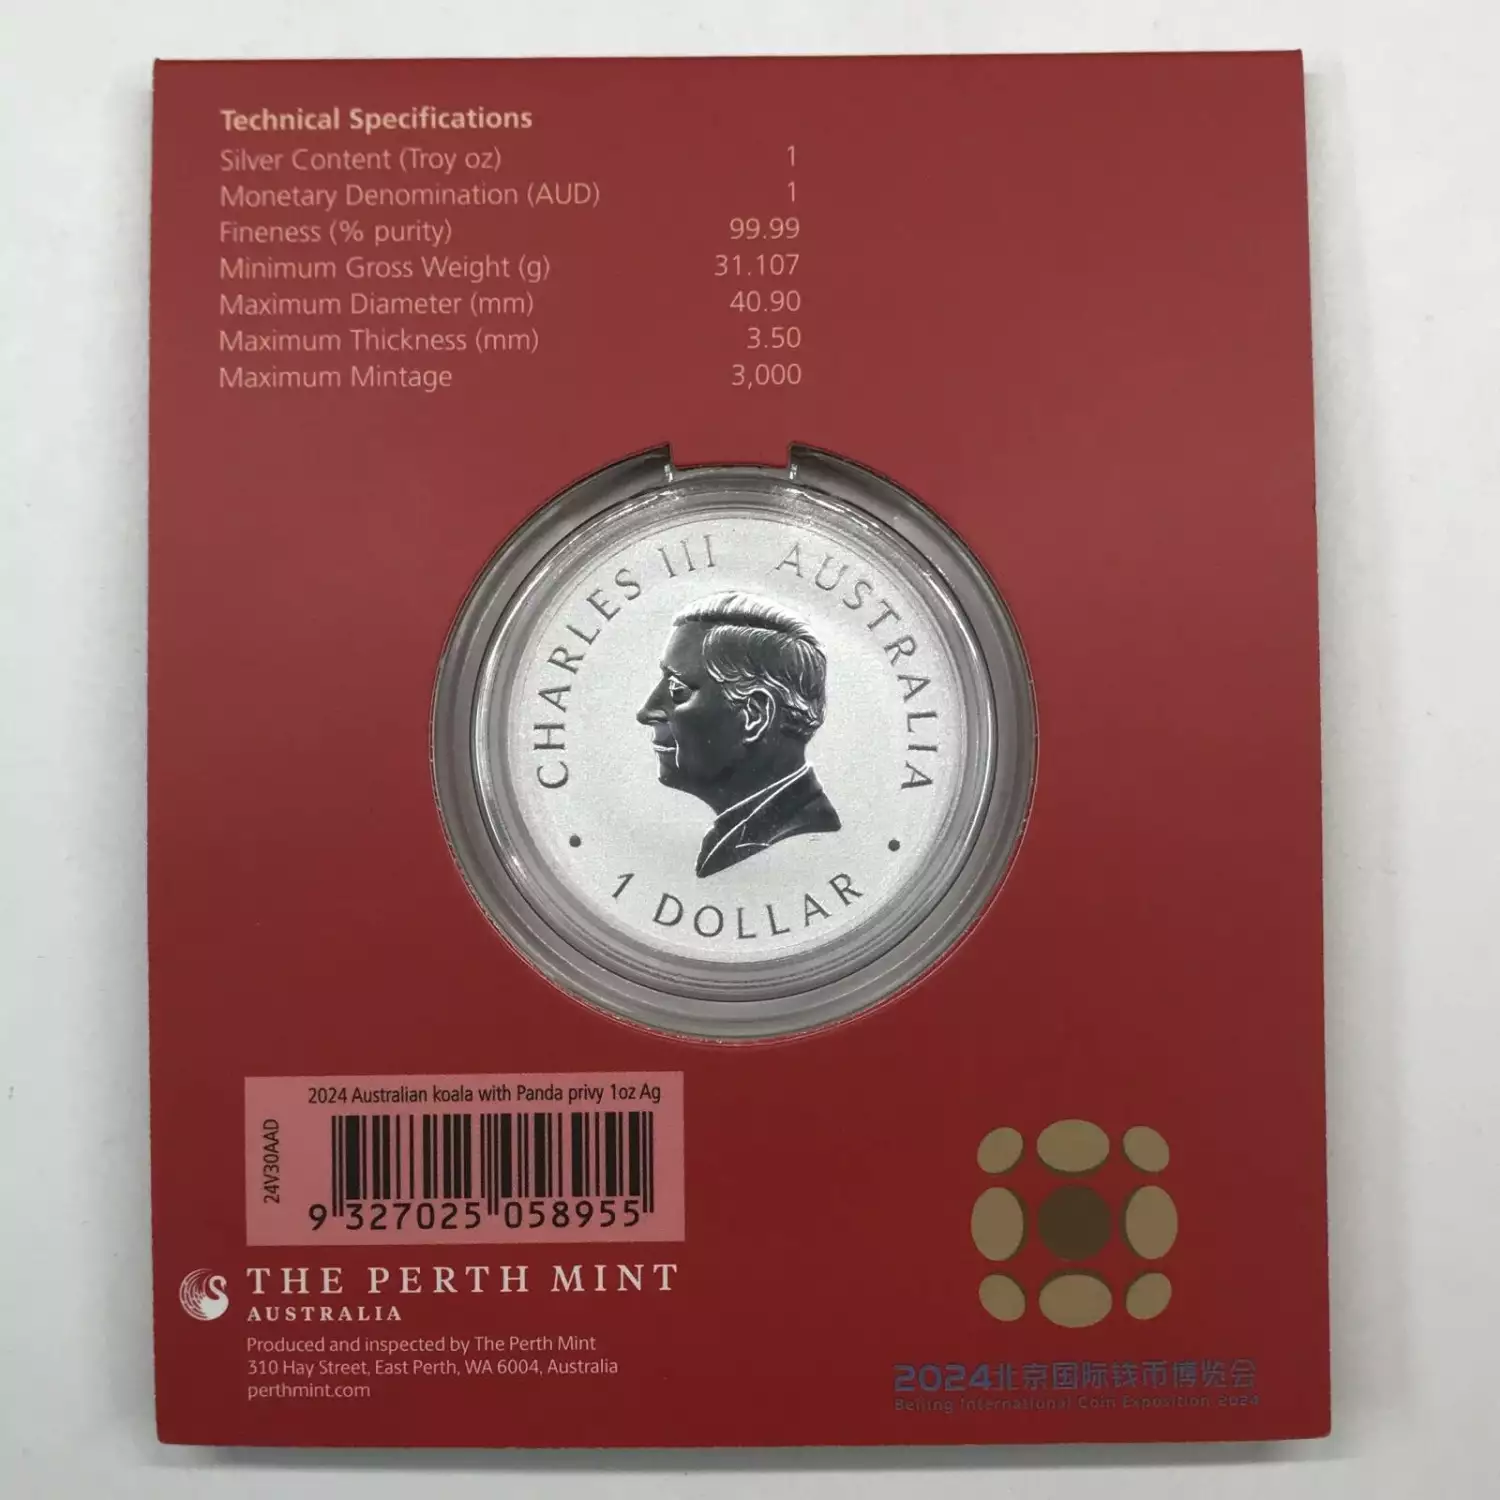 Technical Specifications
Silver Content (Troy oz) 1
Monetary Denomination (AUD) 1
Fineness (% purity) 99.99
Minimum Gross Weight (g) 31.107
Maximum Diameter (mm) 40.90
Maximum Thickness (mm) 3.50
Maximum Mintage 3,000
CHARLES III AUSTRALIA
1 DOLLAR
2024 Australian koala with Panda privy 1oz Ag
24V30AAD
9 327025 058955
THE PERTH MINT
AUSTRALIA
Produced and inspected by The Perth Mint
310 Hay Street, East Perth, WA 6004, Australia
perthmint.com
2024北京国际钱币博览会
Beijing International Coin Exposition 2024